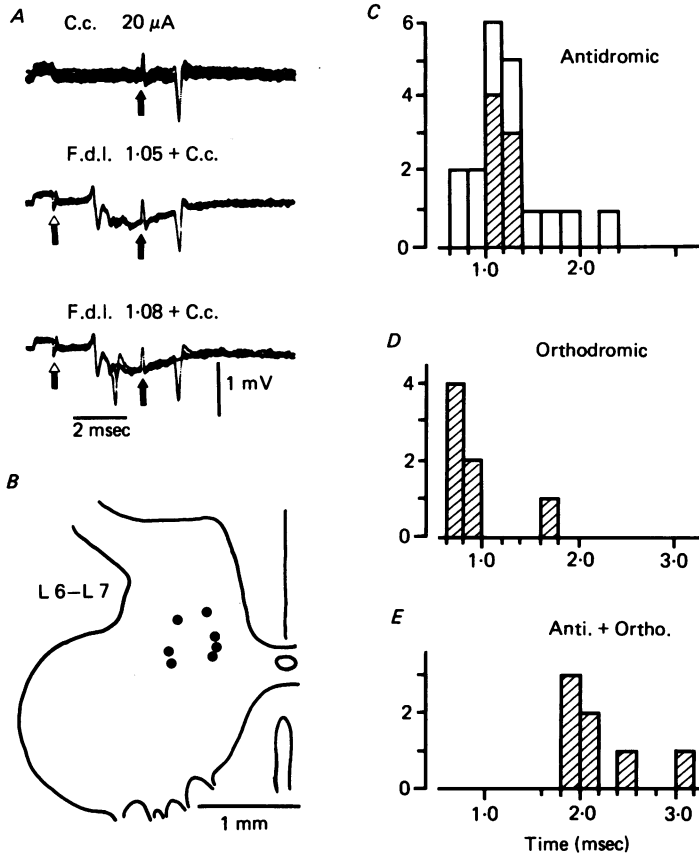 A
C.c. 20 μA
F.d.l. 1·05 + C.c.
F.d.l. 1·08 + C.c.
1 mV
2 msec
B
L 6–L 7
1 mm
C
Antidromic
6
4
2
0
1·0 2·0
D
Orthodromic
4
2
0
1·0 2·0 3·0
E
Anti. + Ortho.
2
0
1·0 2·0 3·0
Time (msec)